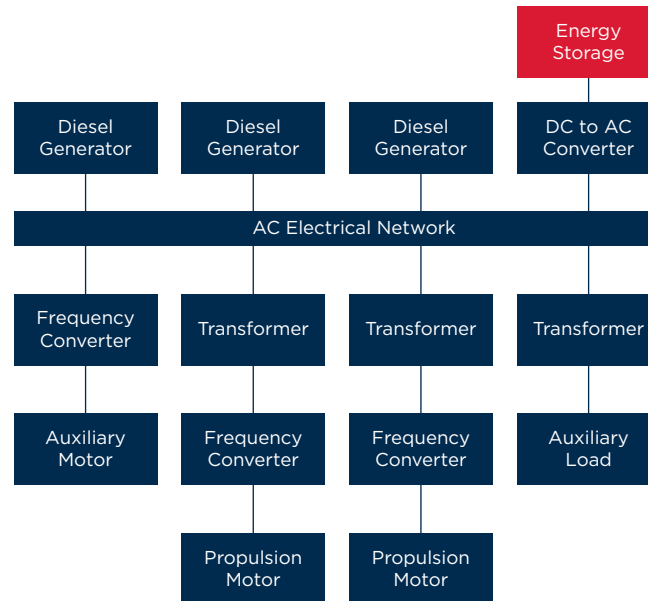 Energy
Storage
Diesel
Generator
Diesel
Generator
Diesel
Generator
DC to AC
Converter
AC Electrical Network
Frequency
Converter
Transformer
Transformer
Transformer
Auxiliary
Motor
Frequency
Converter
Frequency
Converter
Auxiliary
Load
Propulsion
Motor
Propulsion
Motor